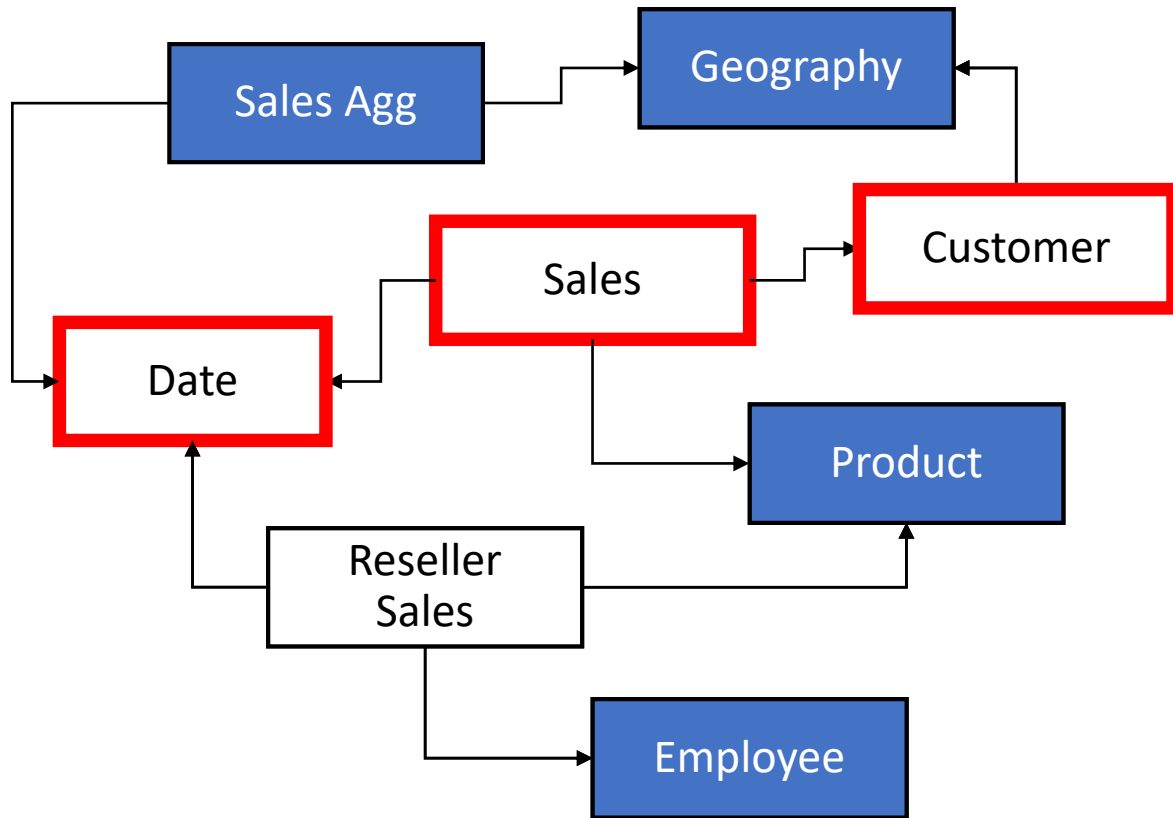 Sales Agg
Geography
Customer
Sales
Date
Product
Reseller
Sales
Employee